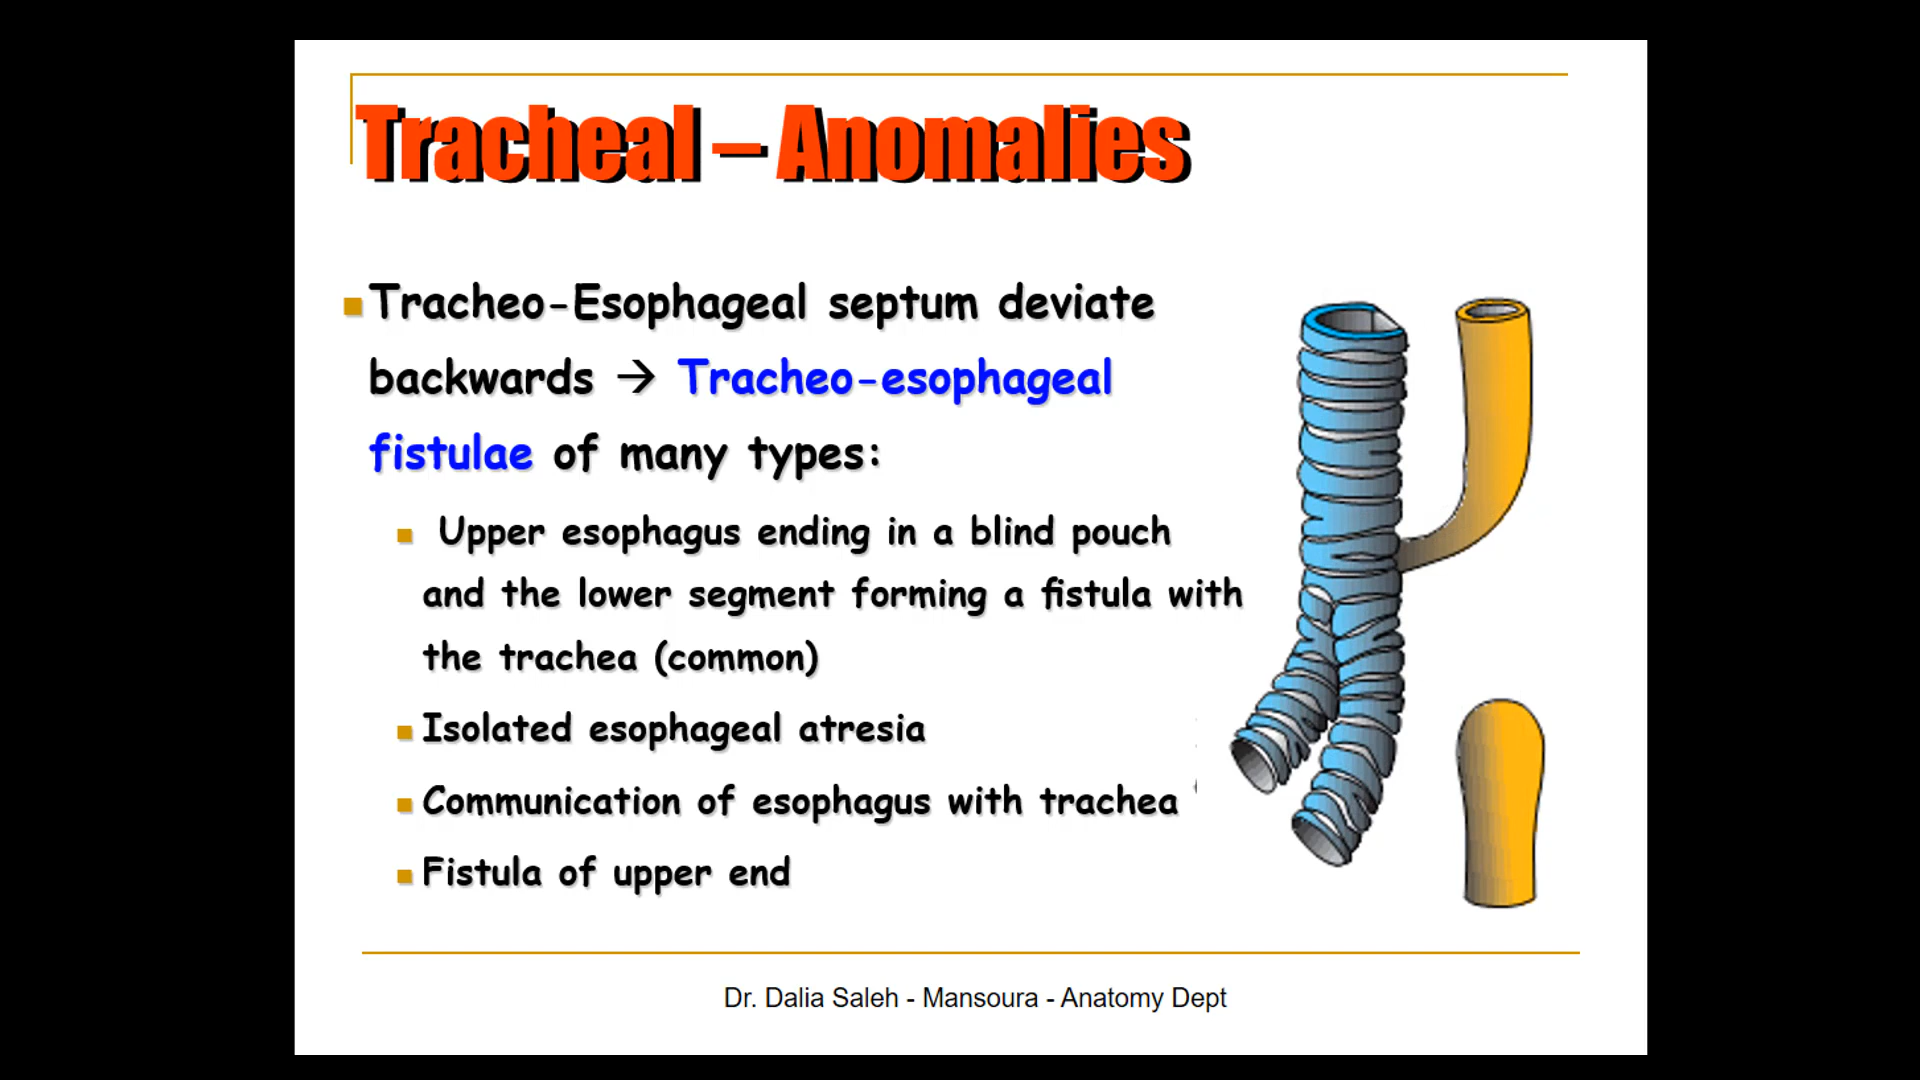 Tracheal – Anomalies
Tracheo-Esophageal septum deviate
backwards → Tracheo-esophageal
fistulae of many types:
Upper esophagus ending in a blind pouch
and the lower segment forming a fistula with
the trachea (common)
Isolated esophageal atresia
Communication of esophagus with trachea
Fistula of upper end
Dr. Dalia Saleh - Mansoura - Anatomy Dept